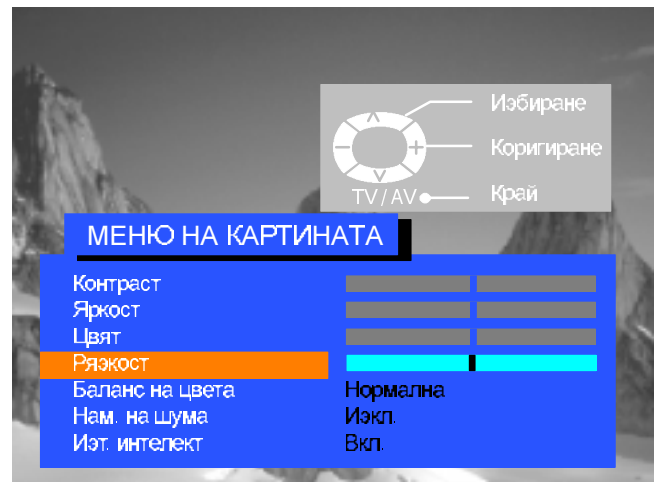 Иэбиране
Коригиране
TV/AV Край
МЕНЮ НА КАРТИНАТА
Контраст
Яркост
Цвят
Ряэкост
Баланс на цвета Нормална
Нам. на шума Иэкл.
Иэт. интелект Вкл.